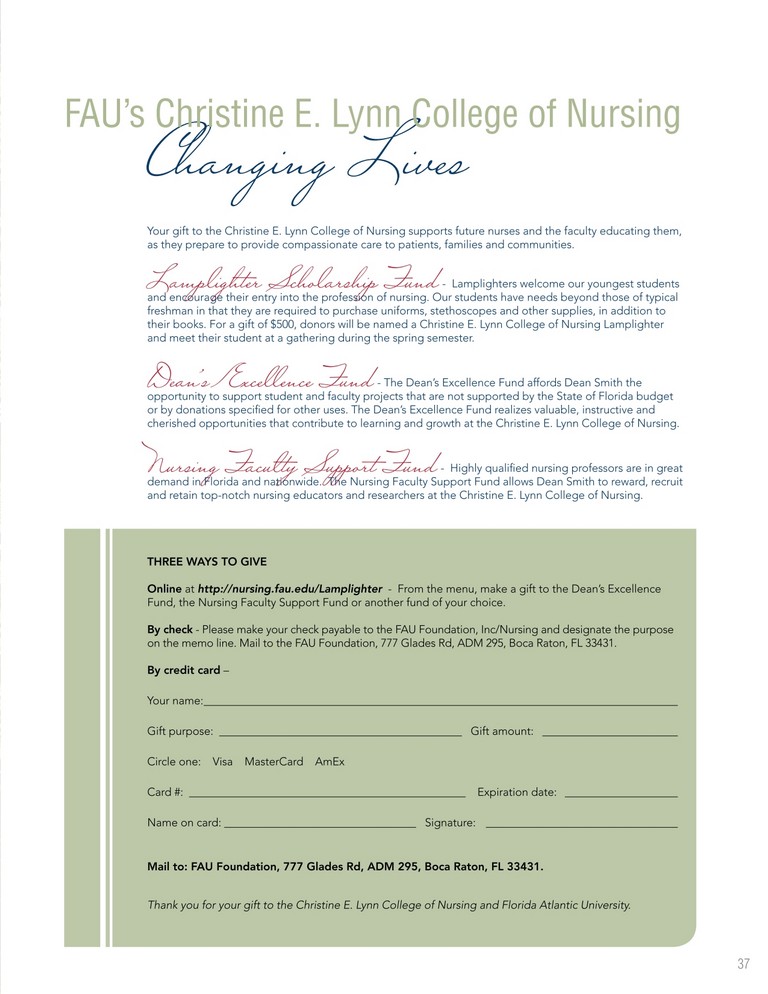 FAU's Christine E. Lynn College of Nursing
Changing Lives
Your gift to the Christine E. Lynn College of Nursing supports future nurses and the faculty educating them,
as they prepare to provide compassionate care to patients, families and communities.
Lamplighter Scholarship Fund - Lamplighters welcome our youngest students
and encourage their entry into the profession of nursing. Our students have needs beyond those of typical
freshman in that they are required to purchase uniforms, stethoscopes and other supplies, in addition to
their books. For a gift of $500, donors will be named a Christine E. Lynn College of Nursing Lamplighter
and meet their student at a gathering during the spring semester.
Dean's Excellence Fund - The Dean's Excellence Fund affords Dean Smith the
opportunity to support student and faculty projects that are not supported by the State of Florida budget
or by donations specified for other uses. The Dean's Excellence Fund realizes valuable, instructive and
cherished opportunities that contribute to learning and growth at the Christine E. Lynn College of Nursing.
Nursing Faculty Support Fund - Highly qualified nursing professors are in great
demand in Florida and nationwide. The Nursing Faculty Support Fund allows Dean Smith to reward, recruit
and retain top-notch nursing educators and researchers at the Christine E. Lynn College of Nursing.
THREE WAYS TO GIVE
Online at http://nursing.fau.edu/Lamplighter - From the menu, make a gift to the Dean's Excellence
Fund, the Nursing Faculty Support Fund or another fund of your choice.
By check - Please make your check payable to the FAU Foundation, Inc/Nursing and designate the purpose
on the memo line. Mail to the FAU Foundation, 777 Glades Rd, ADM 295, Boca Raton, FL 33431.
By credit card –
Your name:
Gift purpose: Gift amount:
Circle one: Visa MasterCard AmEx
Card #: Expiration date:
Name on card: Signature:
Mail to: FAU Foundation, 777 Glades Rd, ADM 295, Boca Raton, FL 33431.
Thank you for your gift to the Christine E. Lynn College of Nursing and Florida Atlantic University.
37